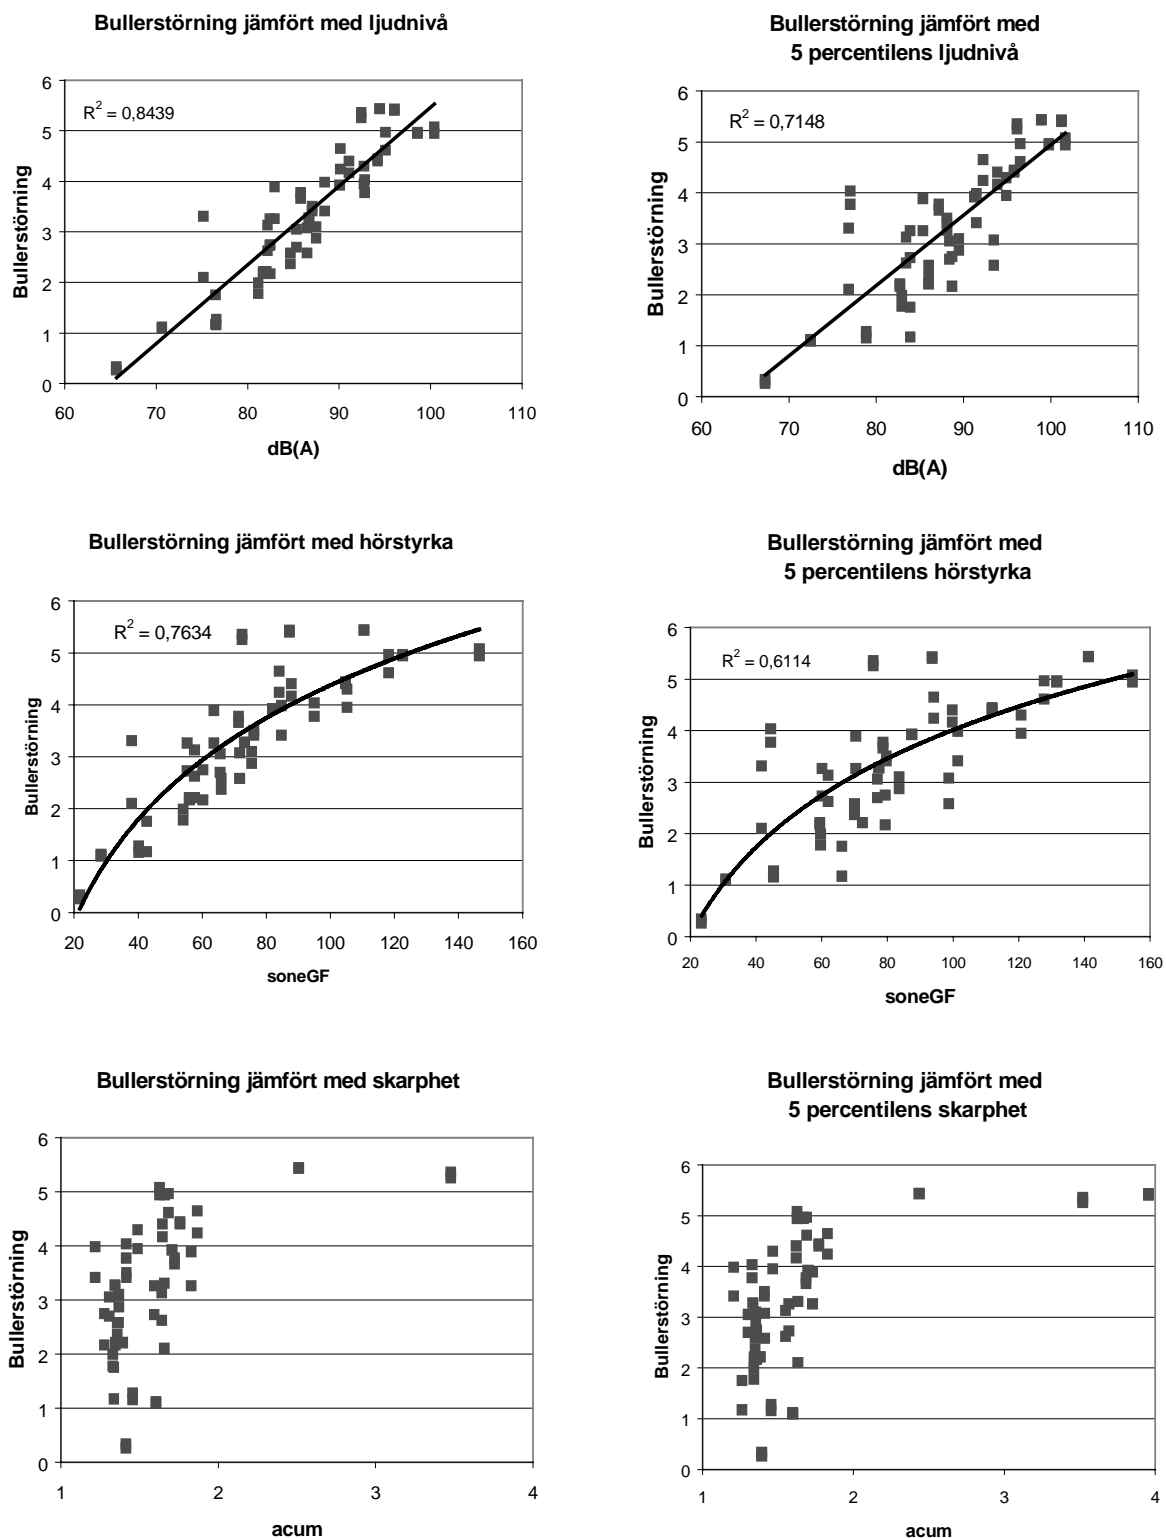 Bullerstörning jämfört med ljudnivå
6
5
4
3
2
1
0
R² = 0,8439
Bullerstörning
60 70 80 90 100 110
dB(A)
Bullerstörning jämfört med
5 percentilens ljudnivå
6
5
4
3
2
1
0
R² = 0,7148
Bullerstörning
60 70 80 90 100 110
dB(A)
Bullerstörning jämfört med hörstyrka
6
5
4
3
2
1
0
R² = 0,7634
Bullerstörning
20 40 60 80 100 120 140 160
soneGF
Bullerstörning jämfört med
5 percentilens hörstyrka
6
5
4
3
2
1
0
R² = 0,6114
Bullerstörning
20 40 60 80 100 120 140 160
soneGF
Bullerstörning jämfört med skarphet
6
5
4
3
2
1
0
Bullerstörning
1 2 3 4
acum
Bullerstörning jämfört med
5 percentilens skarphet
6
5
4
3
2
1
0
Bullerstörning
1 2 3 4
acum